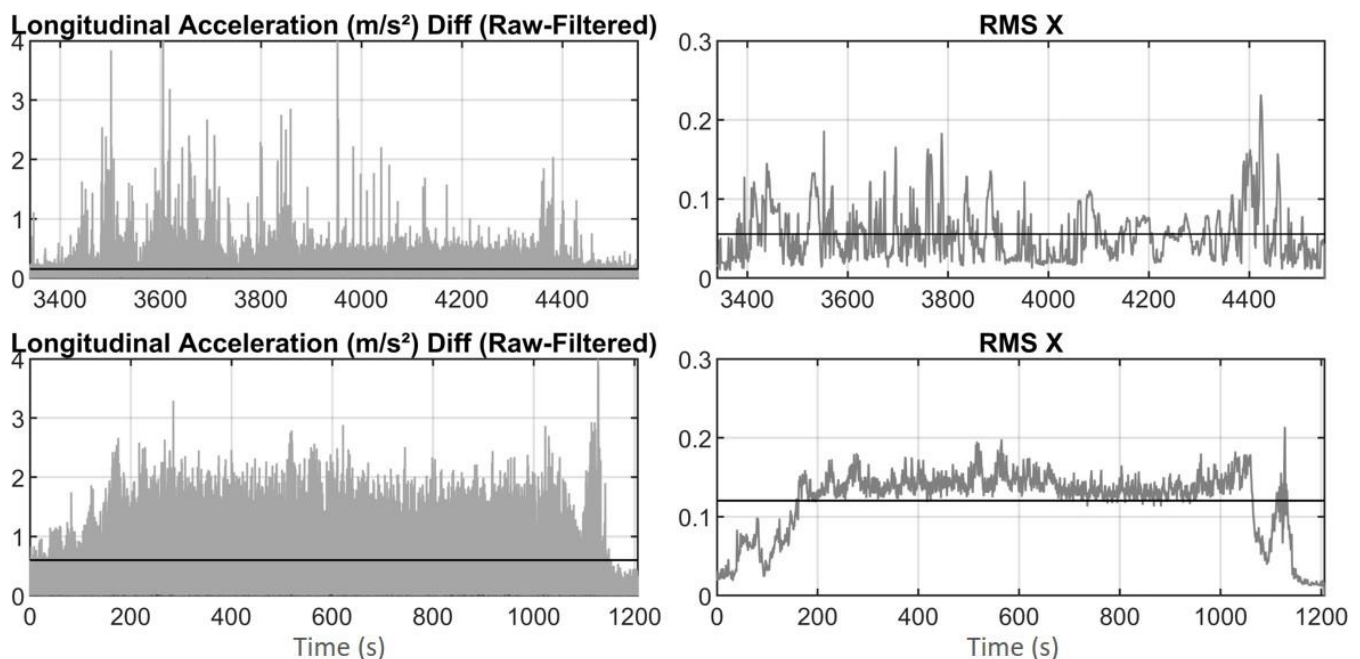 Longitudinal Acceleration (m/s²) Diff (Raw-Filtered)
4
3
2
1
0
3400 3600 3800 4000 4200 4400
RMS X
0.3
0.2
0.1
0
3400 3600 3800 4000 4200 4400
Longitudinal Acceleration (m/s²) Diff (Raw-Filtered)
4
3
2
1
0
0 200 400 600 800 1000 1200
Time (s)
RMS X
0.3
0.2
0.1
0
0 200 400 600 800 1000 1200
Time (s)